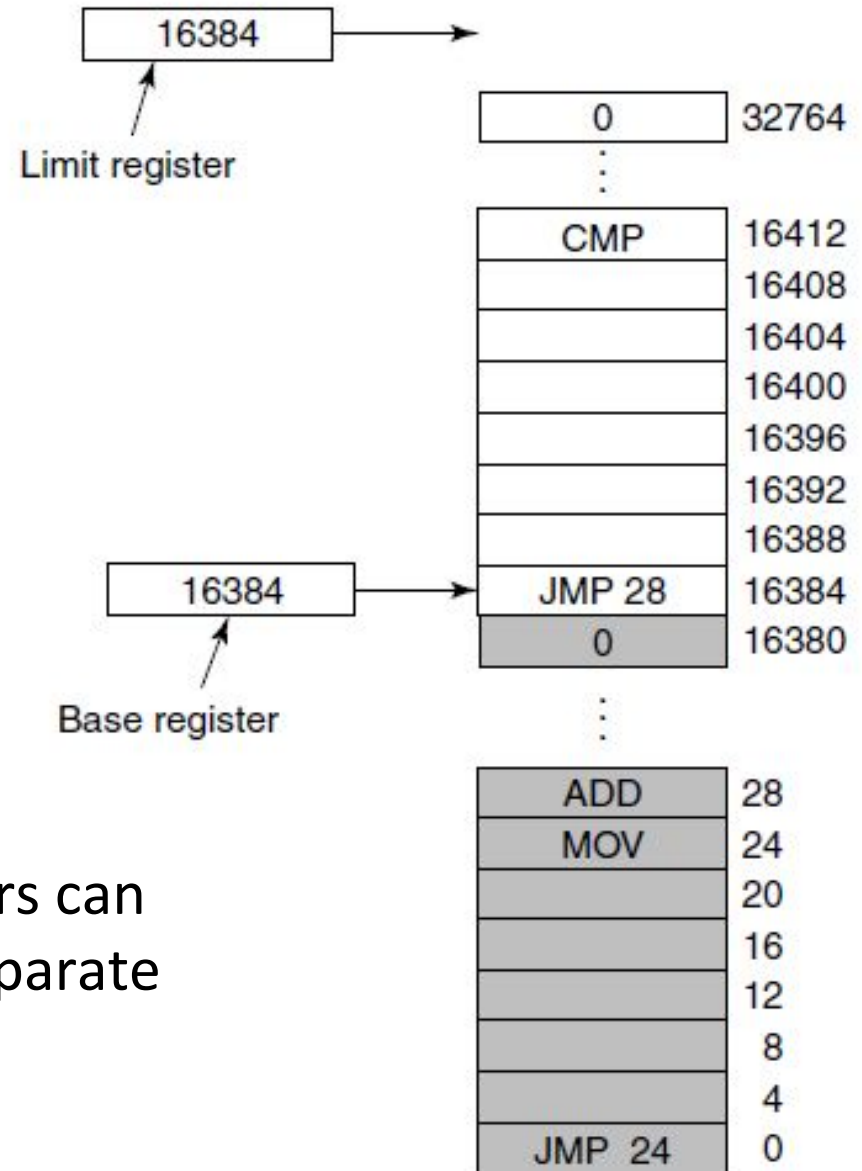 16384
Limit register
0 32764
CMP 16412
16408
16404
16400
16396
16392
16388
16384 JMP 28 16384
0 16380
Base register
ADD 28
MOV 24
20
16
12
8
4
JMP 24 0
rs can
parate